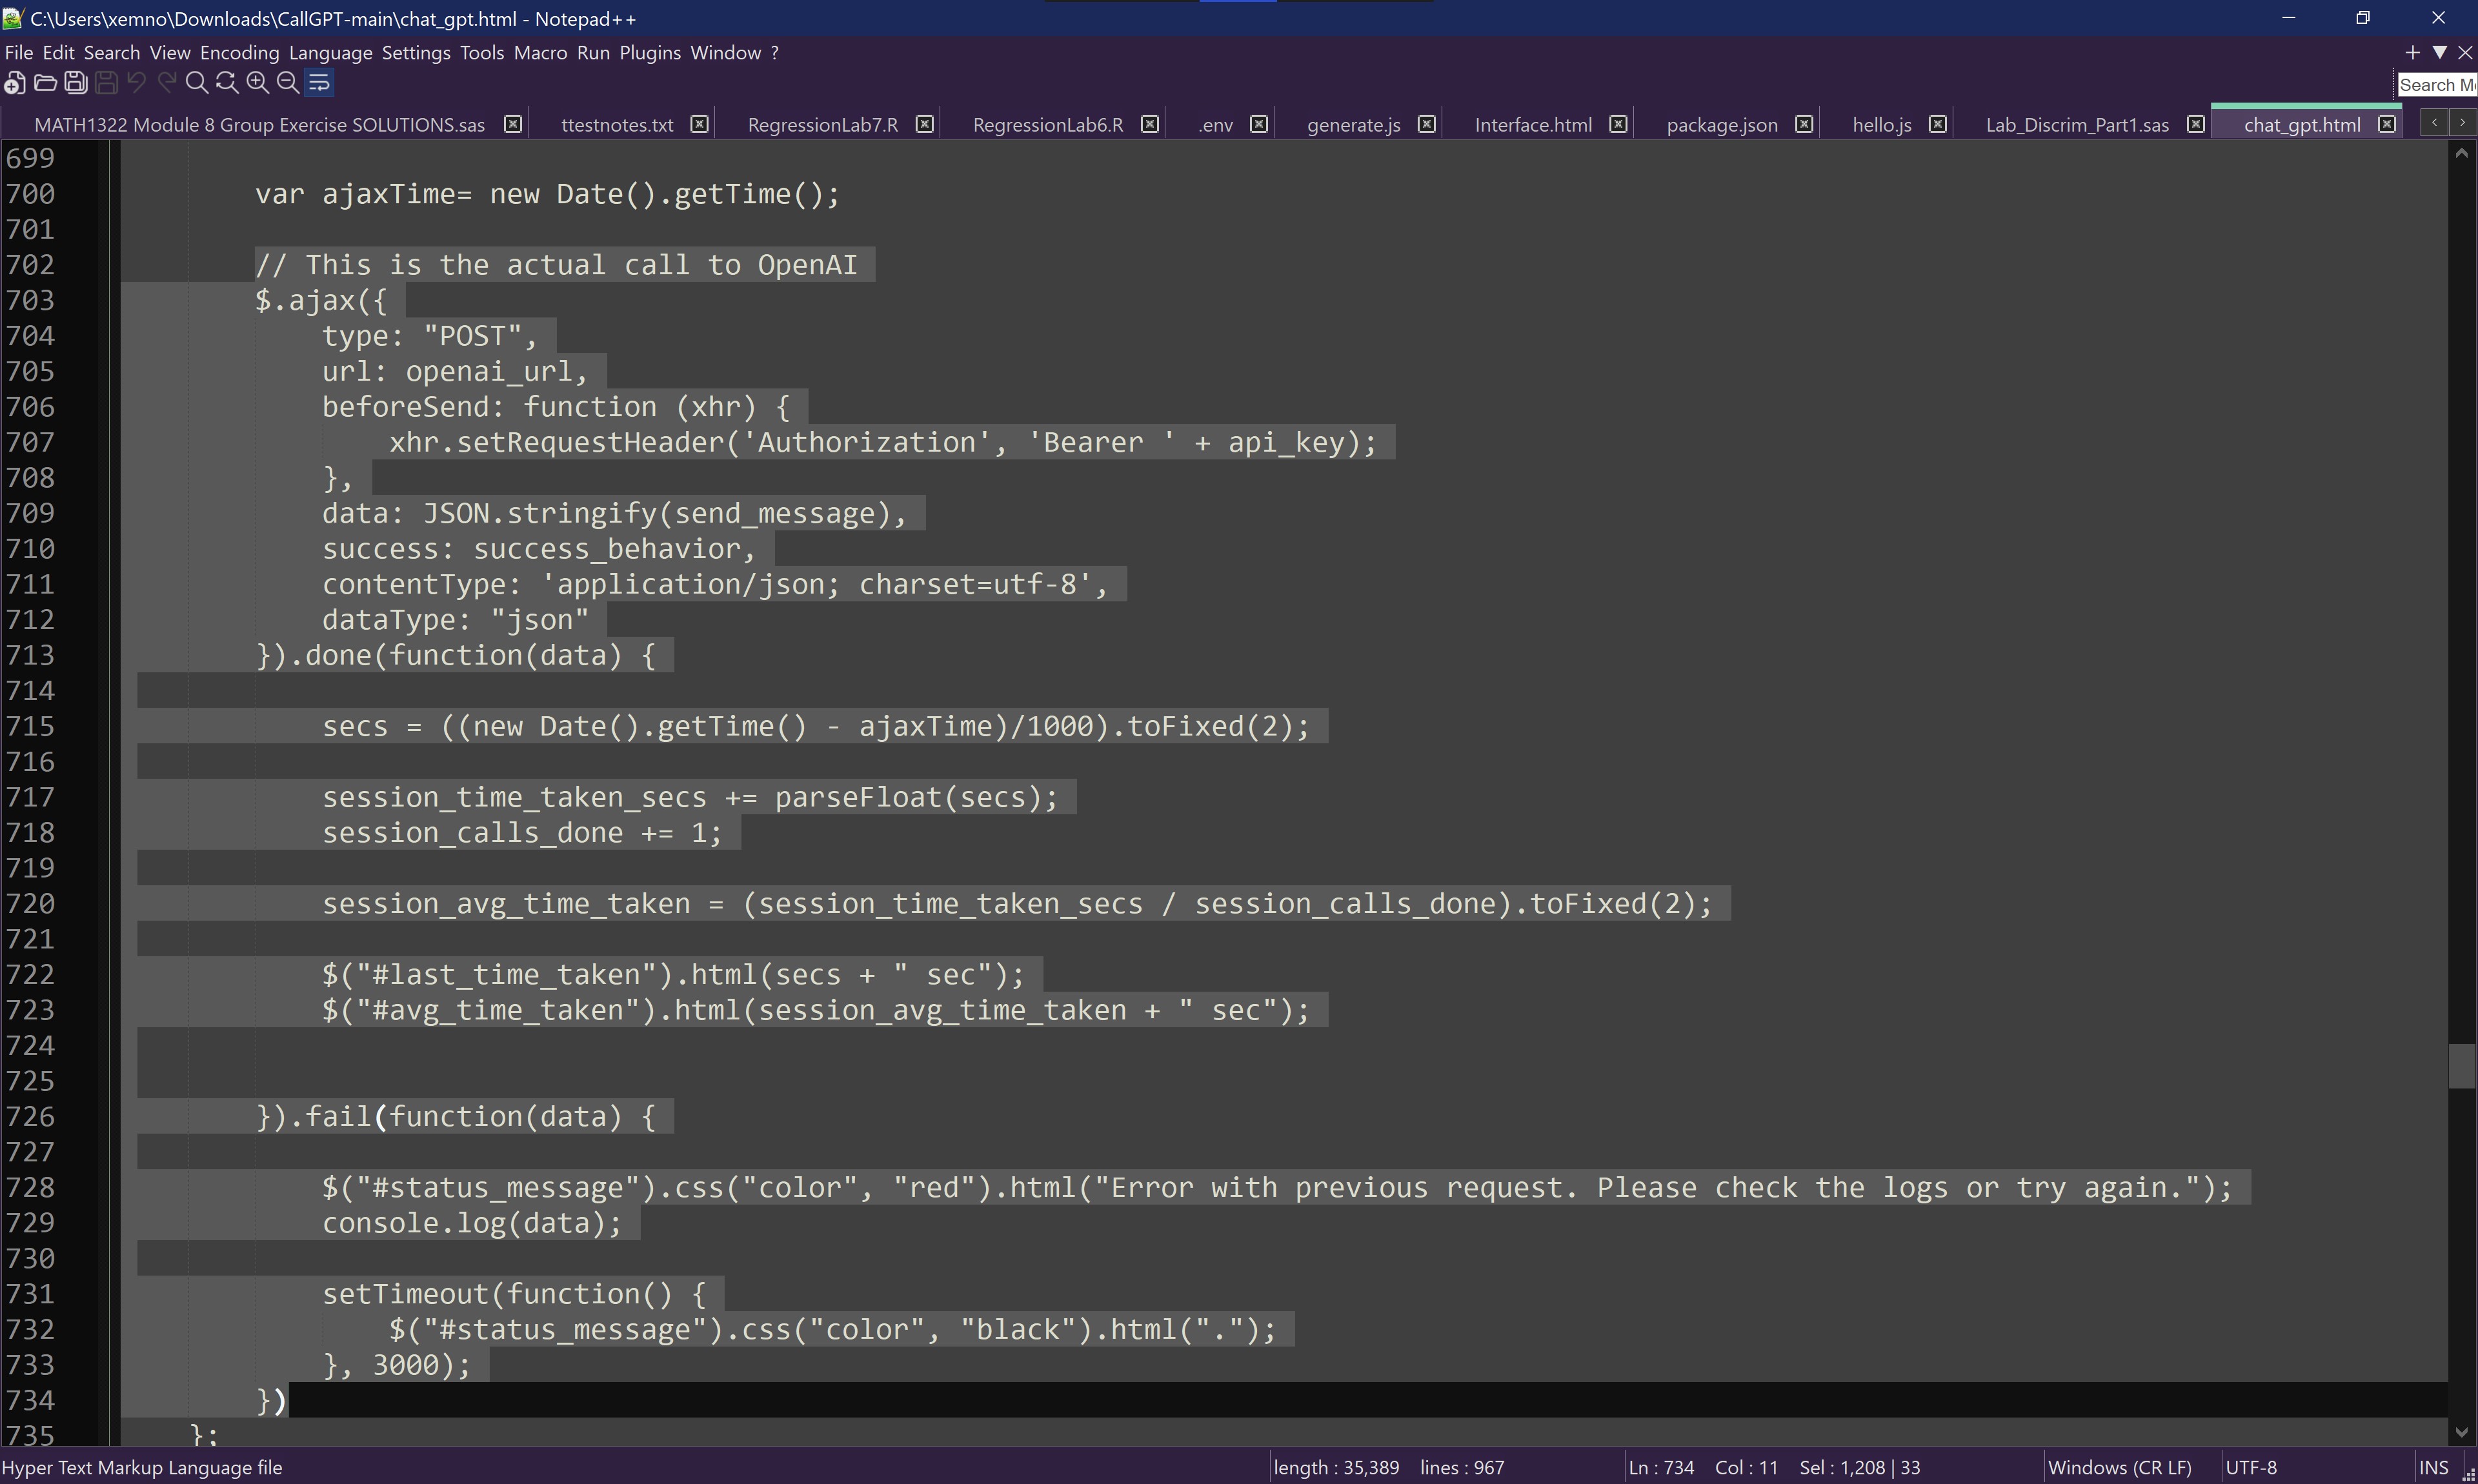 C:\Users\xemno\Downloads\CallGPT-main\chat_gpt.html - Notepad++
File Edit Search View Encoding Language Settings Tools Macro Run Plugins Window ?
Search M
MATH1322 Module 8 Group Exercise SOLUTIONS.sas ttestnotes.txt RegressionLab7.R RegressionLab6.R .env generate.js Interface.html package.json hello.js Lab_Discrim_Part1.sas chat_gpt.html
699
700 var ajaxTime= new Date().getTime();
701
702 // This is the actual call to OpenAI
703 $.ajax({
704 type: "POST",
705 url: openai_url,
706 beforeSend: function (xhr) {
707 xhr.setRequestHeader('Authorization', 'Bearer ' + api_key);
708 },
709 data: JSON.stringify(send_message),
710 success: success_behavior,
711 contentType: 'application/json; charset=utf-8',
712 dataType: "json"
713 }).done(function(data) {
714
715 secs = ((new Date().getTime() - ajaxTime)/1000).toFixed(2);
716
717 session_time_taken_secs += parseFloat(secs);
718 session_calls_done += 1;
719
720 session_avg_time_taken = (session_time_taken_secs / session_calls_done).toFixed(2);
721
722 $("#last_time_taken").html(secs + " sec");
723 $("#avg_time_taken").html(session_avg_time_taken + " sec");
724
725
726 }).fail(function(data) {
727
728 $("#status_message").css("color", "red").html("Error with previous request. Please check the logs or try again.");
729 console.log(data);
730
731 setTimeout(function() {
732 $("#status_message").css("color", "black").html(".");
733 }, 3000);
734 })
735 };
Hyper Text Markup Language file length : 35,389 lines : 967 Ln : 734 Col : 11 Sel : 1,208 | 33 Windows (CR LF) UTF-8 INS